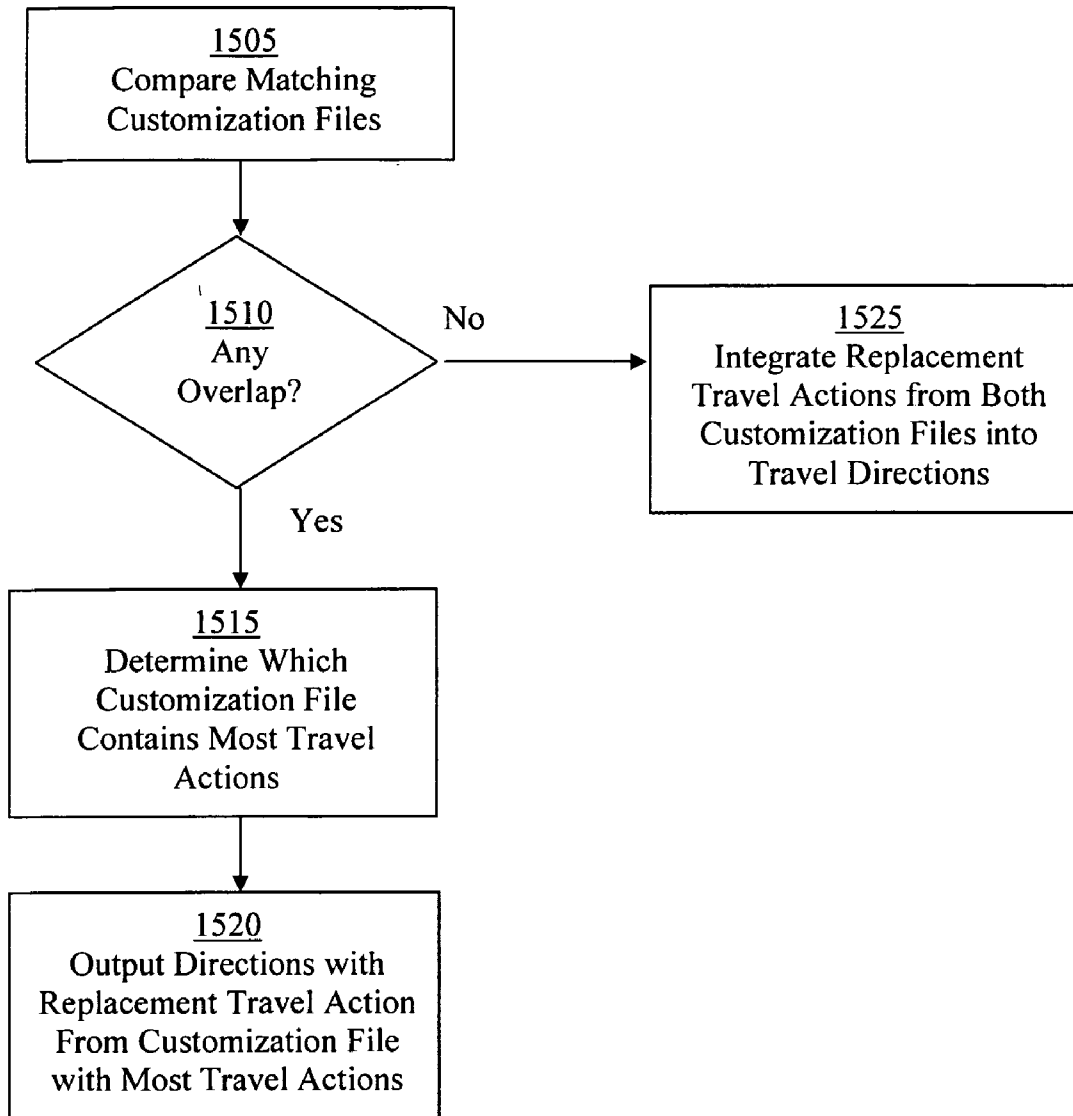 1505
Compare Matching
Customization Files
1510
Any
Overlap?
No
1525
Integrate Replacement
Travel Actions from Both
Customization Files into
Travel Directions
Yes
1515
Determine Which
Customization File
Contains Most Travel
Actions
1520
Output Directions with
Replacement Travel Action
From Customization File
with Most Travel Actions